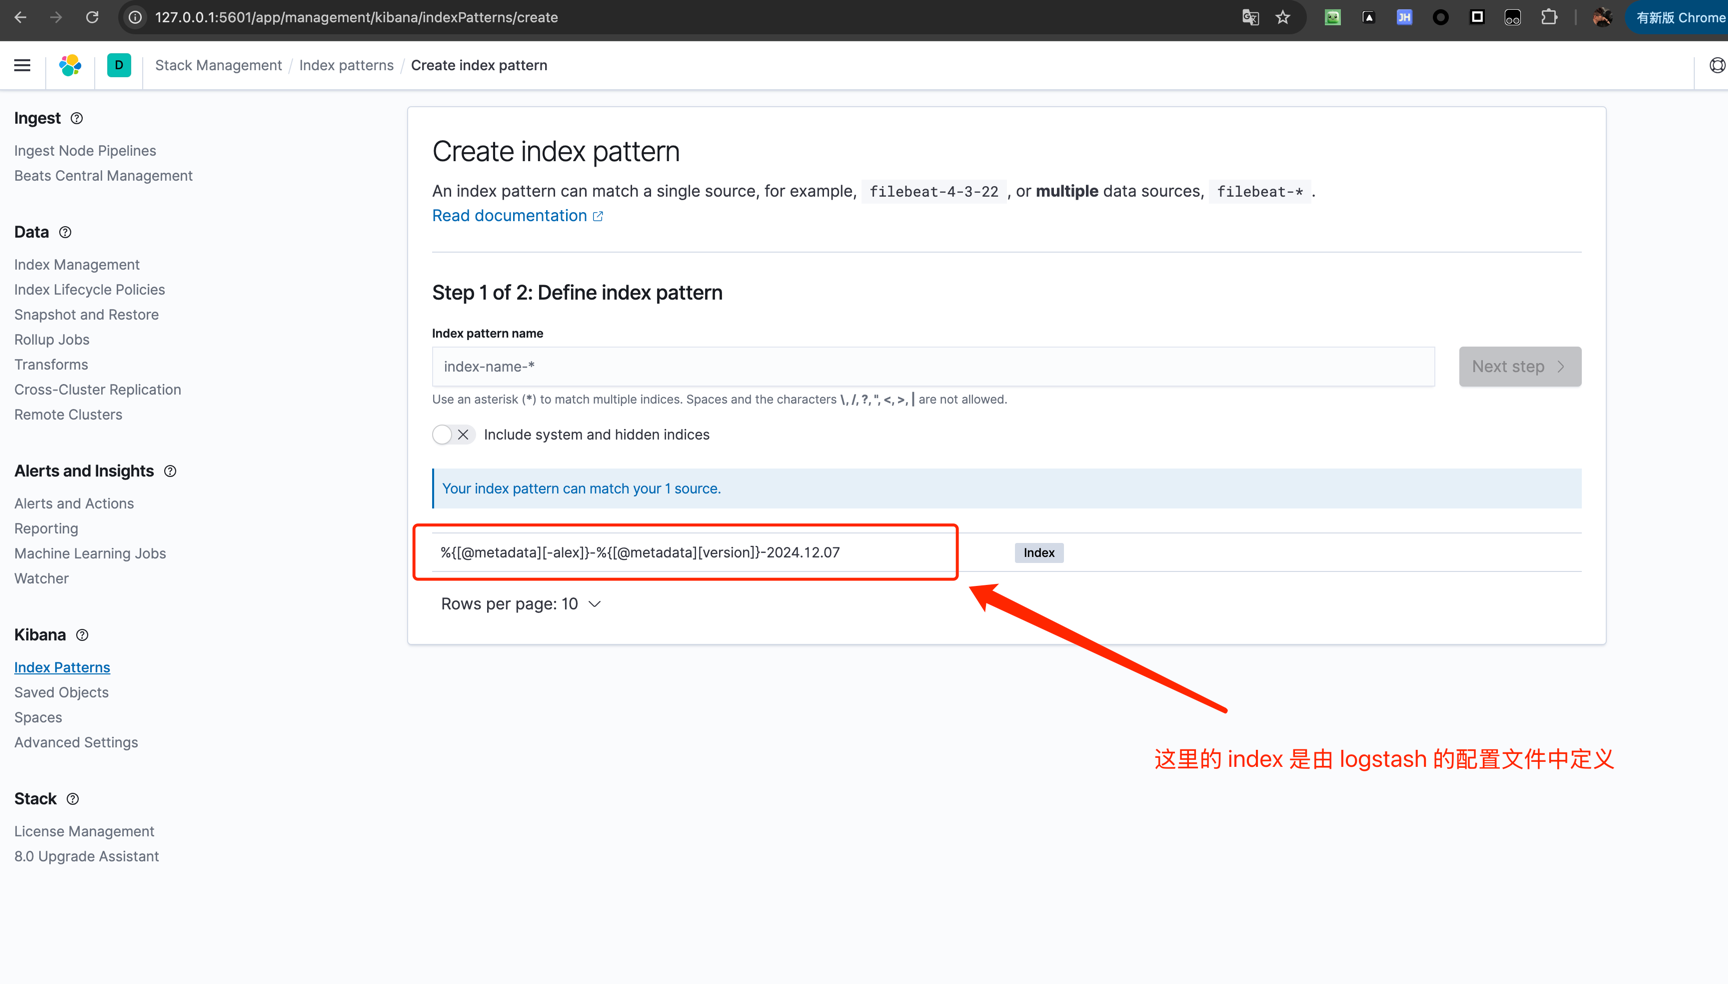 127.0.0.1:5601/app/management/kibana/indexPatterns/create
JH
有新版 Chrome
D
Stack Management / Index patterns / Create index pattern
Ingest
Ingest Node Pipelines
Beats Central Management
Data
Index Management
Index Lifecycle Policies
Snapshot and Restore
Rollup Jobs
Transforms
Cross-Cluster Replication
Remote Clusters
Alerts and Insights
Alerts and Actions
Reporting
Machine Learning Jobs
Watcher
Kibana
Index Patterns
Saved Objects
Spaces
Advanced Settings
Stack
License Management
8.0 Upgrade Assistant
Create index pattern
An index pattern can match a single source, for example, filebeat-4-3-22 , or multiple data sources, filebeat-* .
Read documentation
Step 1 of 2: Define index pattern
Index pattern name
index-name-*
Next step
Use an asterisk (*) to match multiple indices. Spaces and the characters \, /, ?, ", <, >, | are not allowed.
Include system and hidden indices
Your index pattern can match your 1 source.
%{[@metadata][-alex]}-%{[@metadata][version]}-2024.12.07
Index
Rows per page: 10
这里的 index 是由 logstash 的配置文件中定义